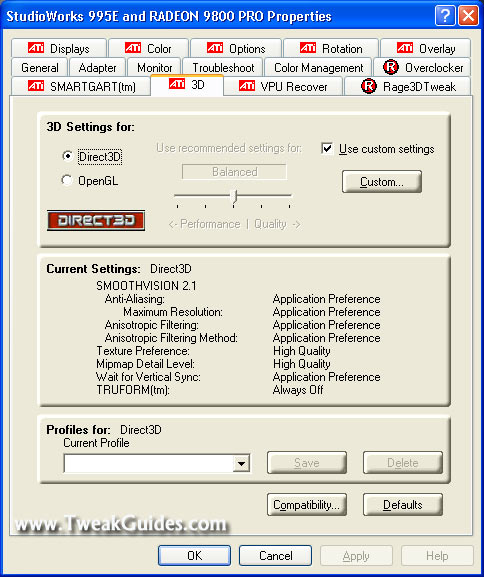 StudioWorks 995E and RADEON 9800 PRO Properties
ATI Displays ATI Color ATI Options ATI Rotation ATI Overlay
General Adapter Monitor Troubleshoot Color Management R Overclocker
ATI SMARTGART(tm) ATI 3D ATI VPU Recover R Rage3DTweak
3D Settings for:
Direct3D
OpenGL
DIRECT3D
Use recommended settings for:
Balanced
<- Performance | Quality ->
Use custom settings
Custom...
Current Settings: Direct3D
SMOOTHVISION 2.1
Anti-Aliasing: Application Preference
Maximum Resolution: Application Preference
Anisotropic Filtering: Application Preference
Anisotropic Filtering Method: Application Preference
Texture Preference: High Quality
Mipmap Detail Level: High Quality
Wait for Vertical Sync: Application Preference
TRUFORM(tm): Always Off
Profiles for: Direct3D
Current Profile
Save Delete
Compatibility... Defaults
www.TweakGuides.com
OK Cancel Apply Help